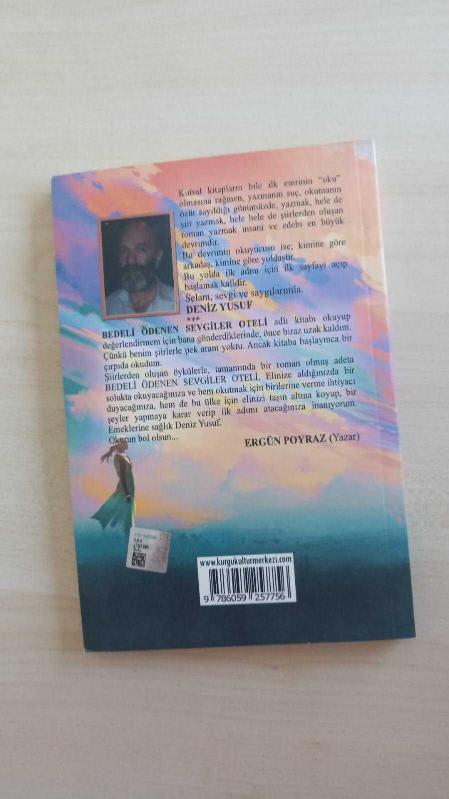 Kutsal kitapların bile ilk emrinin "oku"
olmasına rağmen, yazmanın suç, okumanın
özür sayıldığı günümüzde, yazmak, hele de
şiir yazmak, hele hele de şiirlerden oluşan
roman yazmak insani ve edebi en büyük
devrimdir.
Bu devrimin okuyucusu ise; kimine göre
arkadaş, kimine göre yoldaştır.
Bu yolda ilk adım için ilk sayfayı açıp
başlamak kafidir.
Selam, sevgi ve saygılarımla.
DENİZ YUSUF
***
BEDELİ ÖDENEN SEVGİLER OTELİ adlı kitabı okuyup
değerlendirmem için bana gönderdiklerinde, önce biraz uzak kaldım.
Çünkü benim şiirlerle pek aram yoktu. Ancak kitaba başlayınca bir
çırpıda okudum.
Şiirlerden oluşan öykülerle, tamamında bir roman olmuş adeta
BEDELİ ÖDENEN SEVGİLER OTELİ, Elinize aldığınızda bir
solukta okuyacağınıza ve hem okutmak için birilerine verme ihtiyacı
duyacağınıza, hem de bu ülke için elinizi taşın altına koyup, bir
şeyler yapmaya karar verip ilk adımı atacağınıza inanıyorum.
Emeklerine sağlık Deniz Yusuf.
Okurun bol olsun...
ERGÜN POYRAZ (Yazar)
www.kurgukulturmerkezi.com
9 786059 257756